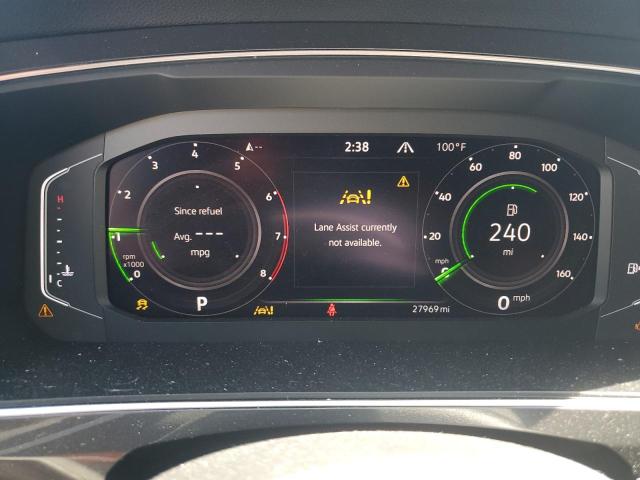 2:38 100°F
3 4 5
2 6
1 7
0 8
rpm
x1000
Since refuel
Avg. ---
mpg
Lane Assist currently
not available.
60 80 100
40 120
20 140
mph 160
0
240
mi
H
C
P
27969 mi
0 mph